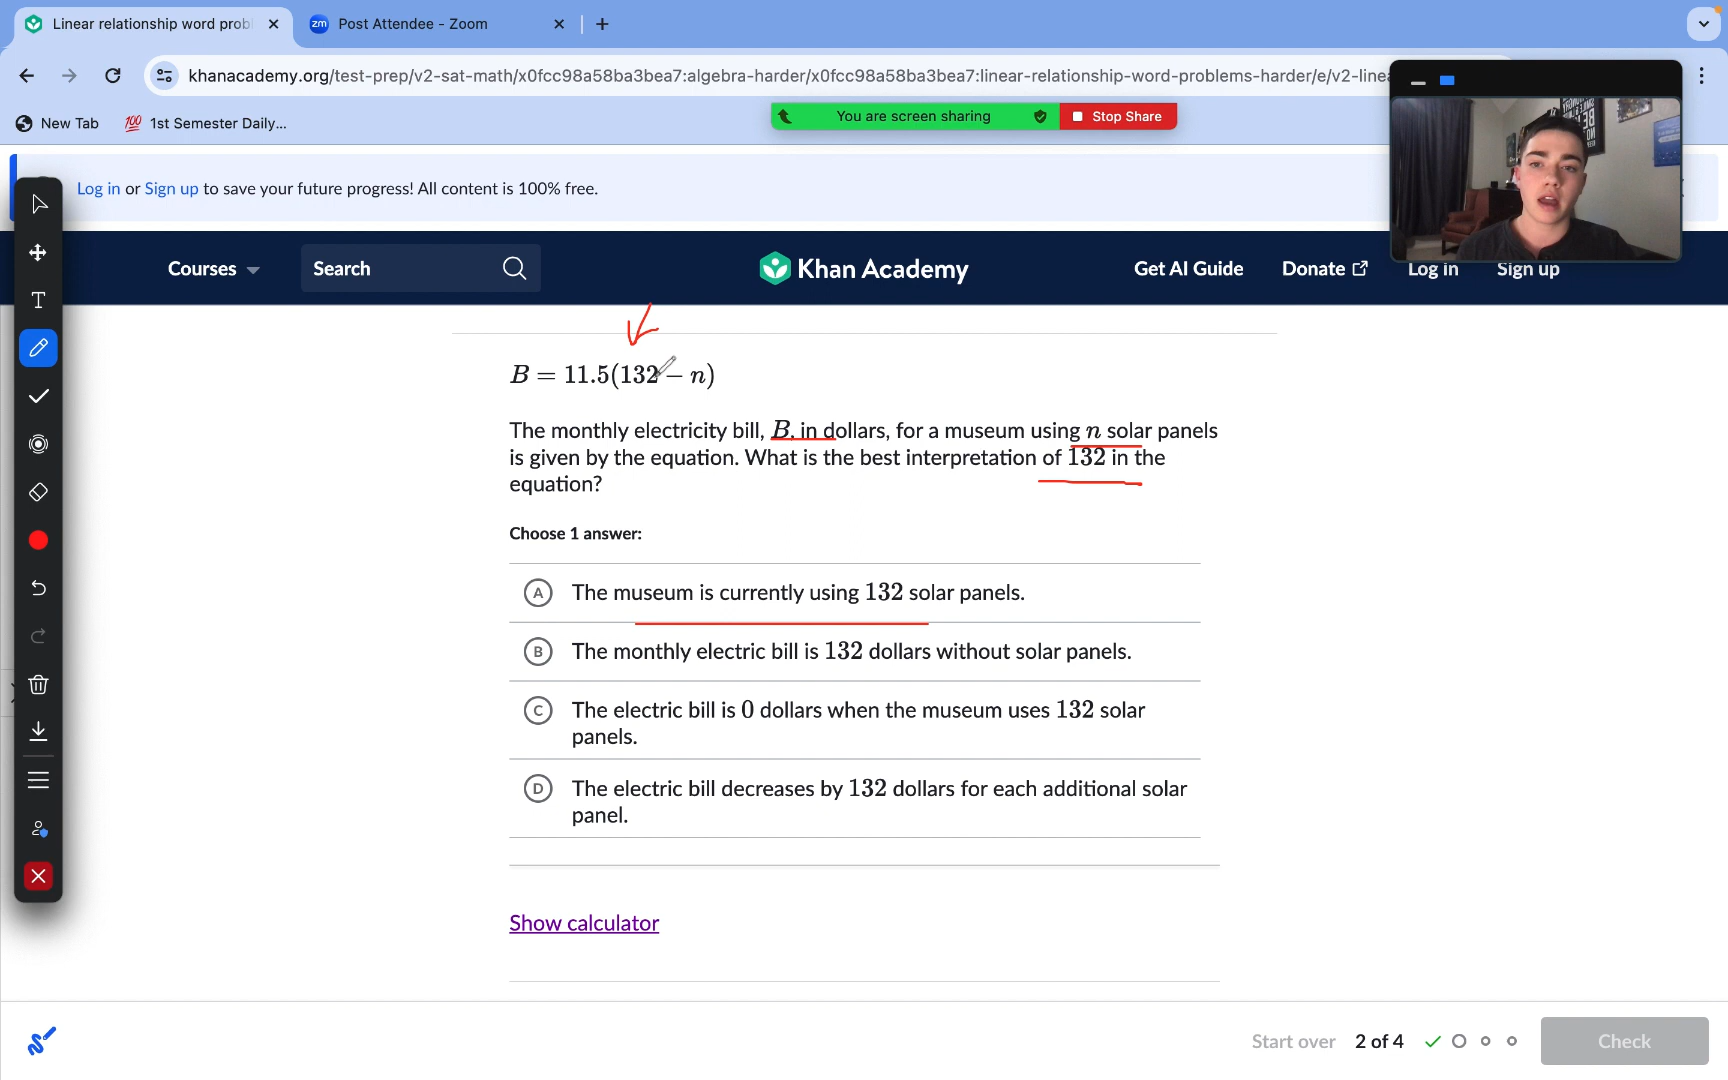 Linear relationship word prob
zm Post Attendee - Zoom
khanacademy.org/test-prep/v2-sat-math/x0fcc98a58ba3bea7:algebra-harder/x0fcc98a58ba3bea7:linear-relationship-word-problems-harder/e/v2-linea
New Tab
100 1st Semester Daily...
You are screen sharing
Stop Share
Log in or Sign up to save your future progress! All content is 100% free.
Courses
Search
Khan Academy
Get AI Guide
Donate
Log in
Sign up
B = 11.5(132 − n)
The monthly electricity bill, B, in dollars, for a museum using n solar panels
is given by the equation. What is the best interpretation of 132 in the
equation?
Choose 1 answer:
A The museum is currently using 132 solar panels.
B The monthly electric bill is 132 dollars without solar panels.
C The electric bill is 0 dollars when the museum uses 132 solar
panels.
D The electric bill decreases by 132 dollars for each additional solar
panel.
Show calculator
Start over
2 of 4
Check
T